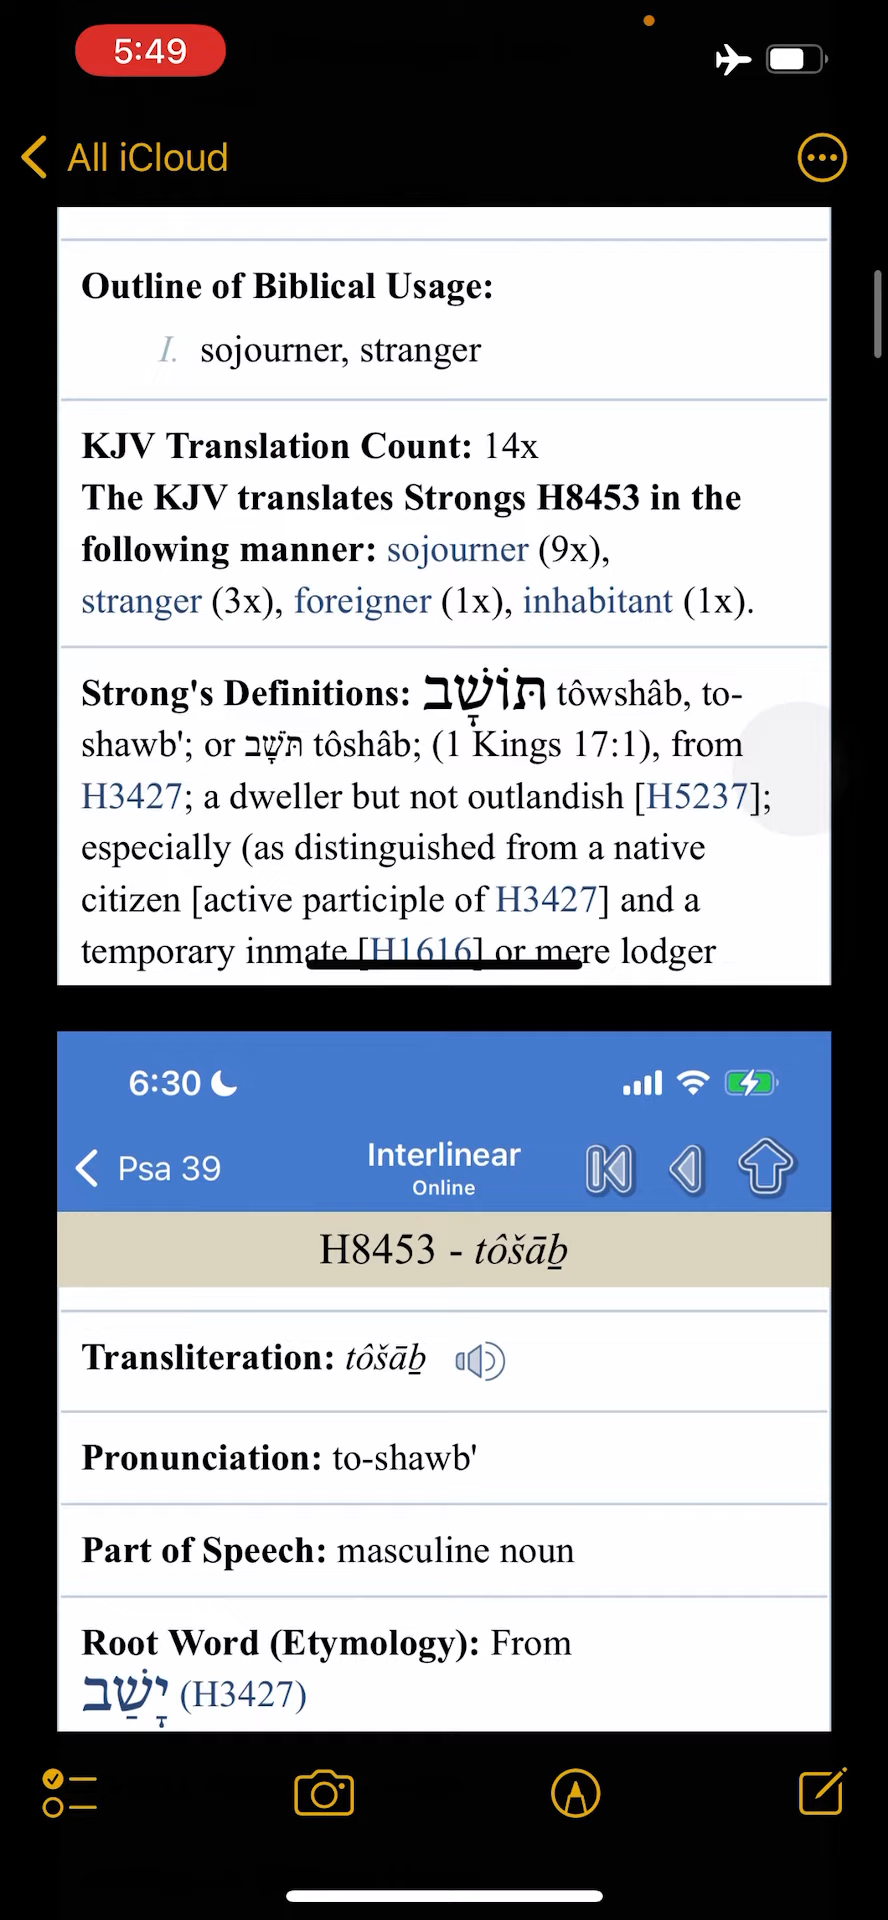 5:49
All iCloud
Outline of Biblical Usage:
I. sojourner, stranger
KJV Translation Count: 14x
The KJV translates Strongs H8453 in the
following manner: sojourner (9x),
stranger (3x), foreigner (1x), inhabitant (1x).
Strong's Definitions: תּוֹשָׁב tôwshâb, to-
shawb'; or תֹּשָׁב tôshâb; (1 Kings 17:1), from
H3427; a dweller but not outlandish [H5237];
especially (as distinguished from a native
citizen [active participle of H3427] and a
temporary inmate [H1616] or mere lodger
6:30
Psa 39
Interlinear
Online
H8453 - tôšāḇ
Transliteration: tôšāḇ
Pronunciation: to-shawb'
Part of Speech: masculine noun
Root Word (Etymology): From
יָשַׁב (H3427)